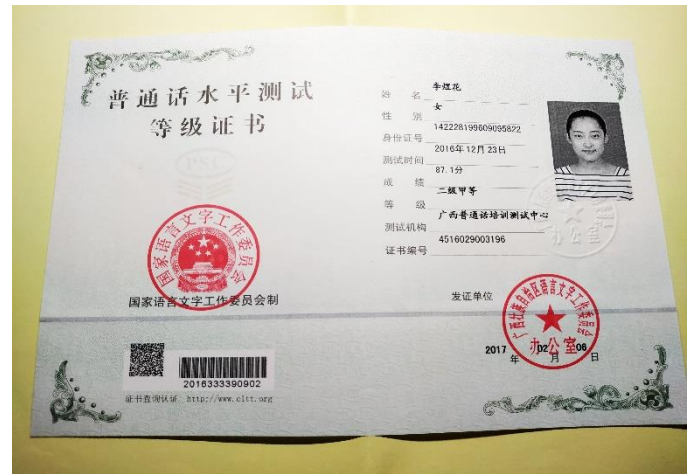 普通话水平测试
等级证书
PSC
国家语言文字工作委员会
国家语言文字工作委员会制
2016333390902
证书查询认证 http://www.cltt.org
姓 名 李煜花
性 别 女
身份证号 142228199609095822
测试时间 2016年12月23日
成 绩 87.1分
等 级 二级甲等
测试机构 广西普通话培训测试中心
证书编号 4516029003196
办公室
发证单位
广西壮族自治区语言文字工作委员会
办公室
2017 年 02 月 06 日